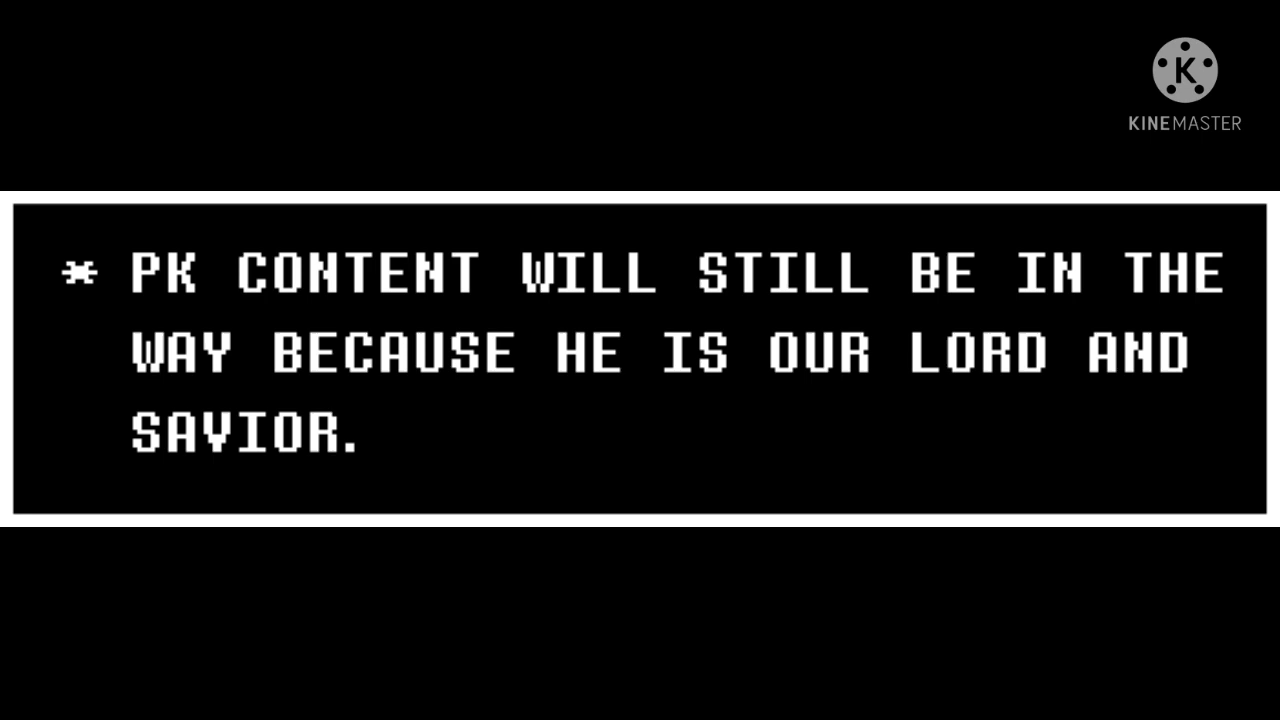 KINEMASTER
* PK CONTENT WILL STILL BE IN THE
WAY BECAUSE HE IS OUR LORD AND
SAVIOR.